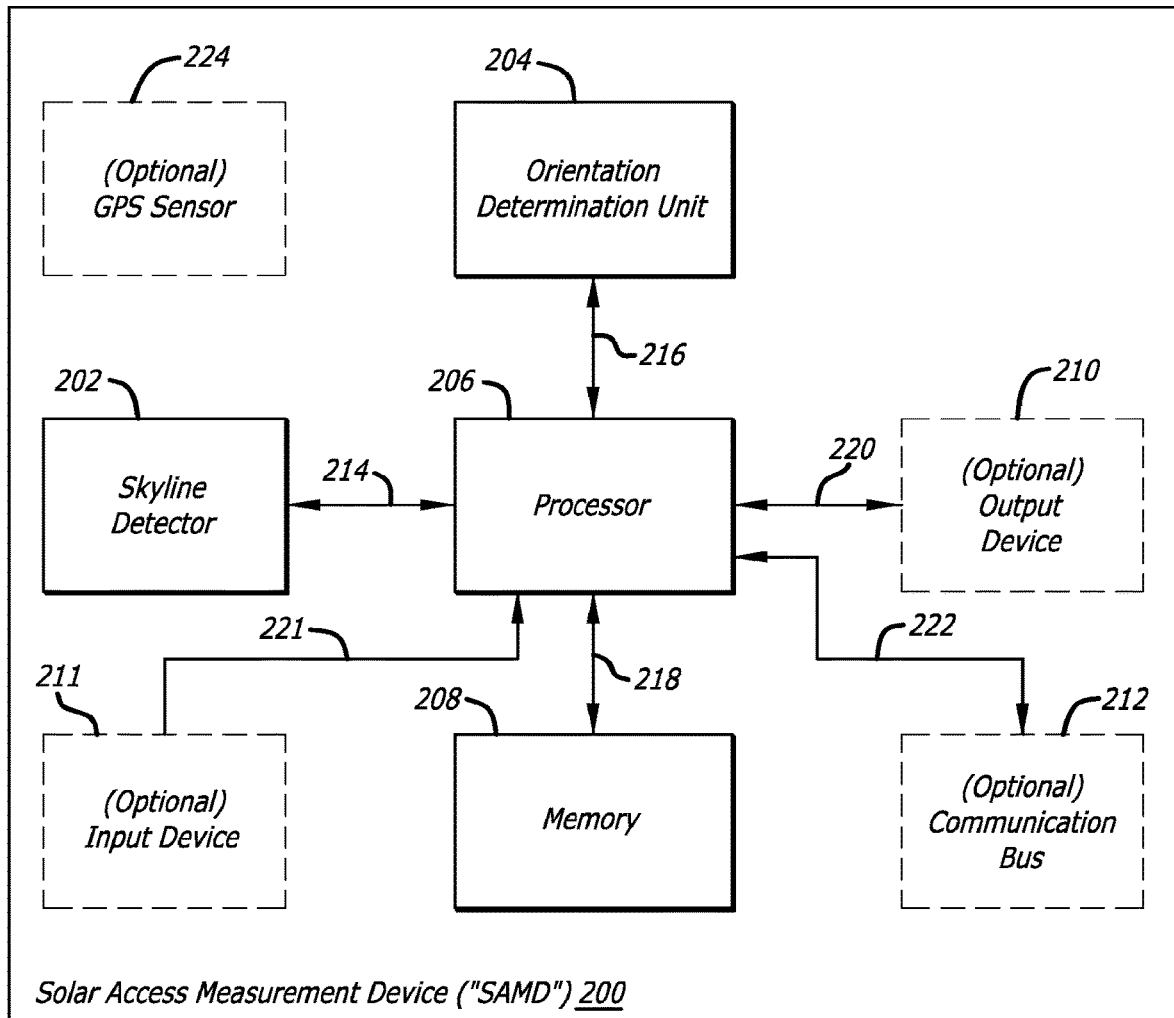 224
204
(Optional)
GPS Sensor
Orientation
Determination Unit
216
202
206
210
Skyline
Detector
214
Processor
220
(Optional)
Output
Device
221
218
222
211
208
212
(Optional)
Input Device
Memory
(Optional)
Communication
Bus
Solar Access Measurement Device ("SAMD") 200